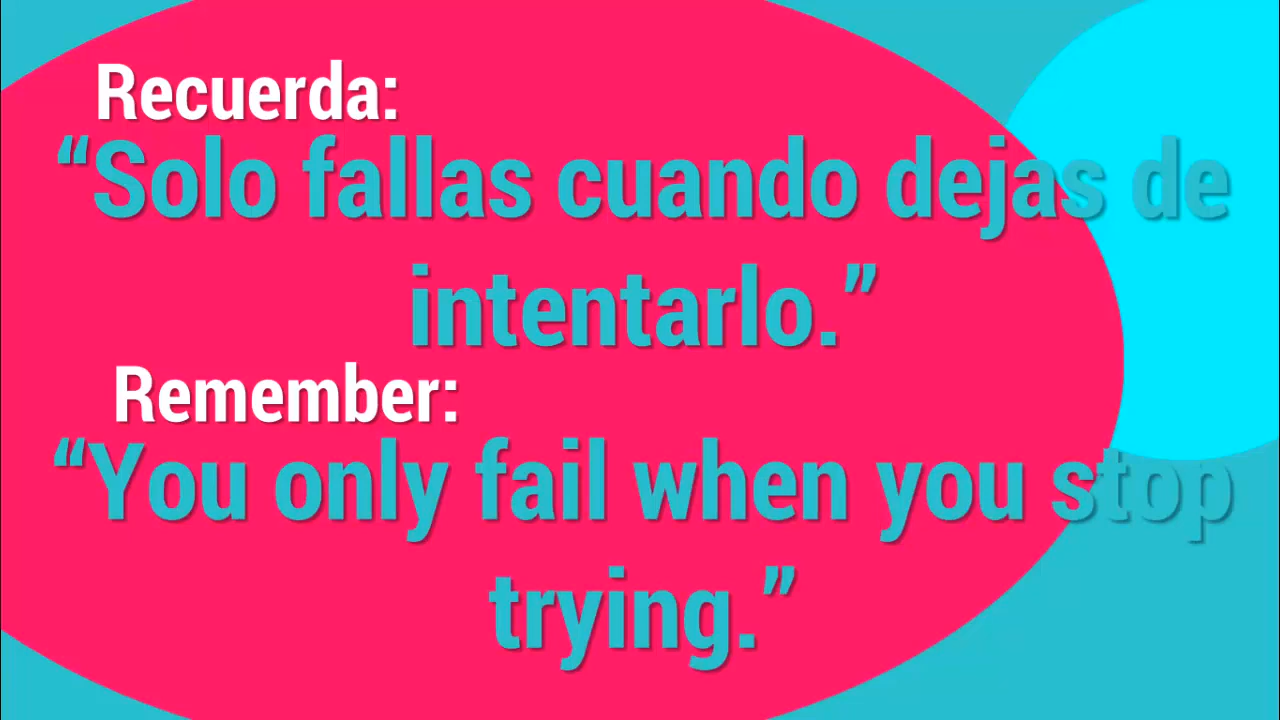 Recuerda:
“Solo fallas cuando dejas de
intentarlo.”
Remember:
“You only fail when you stop
trying.”